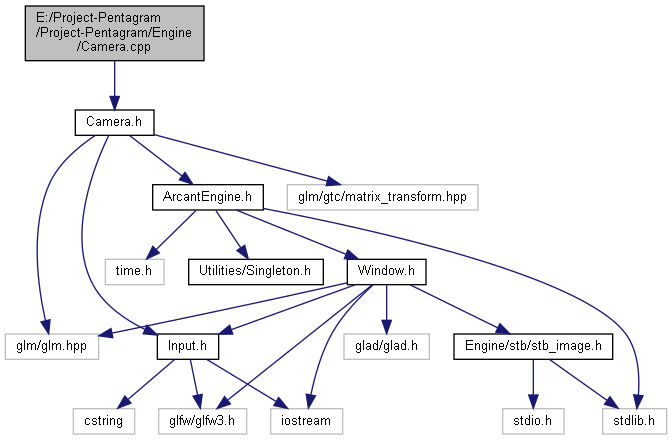 E:/Project-Pentagram
/Project-Pentagram/Engine
/Camera.cpp
Camera.h
ArcantEngine.h
glm/gtc/matrix_transform.hpp
time.h
Utilities/Singleton.h
Window.h
glm/glm.hpp
Input.h
glad/glad.h
Engine/stb/stb_image.h
cstring
glfw/glfw3.h
iostream
stdio.h
stdlib.h